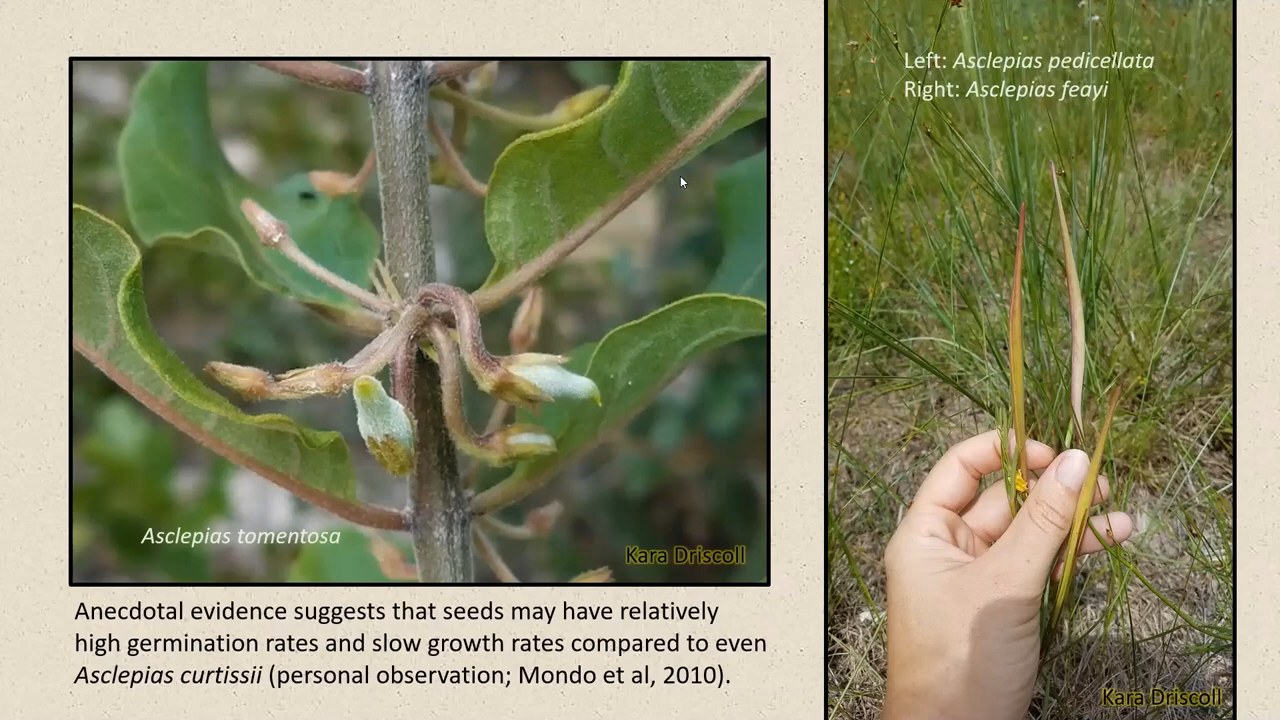 Asclepias tomentosa
Kara Driscoll
Anecdotal evidence suggests that seeds may have relatively
high germination rates and slow growth rates compared to even
Asclepias curtissii (personal observation; Mondo et al, 2010).
Left: Asclepias pedicellata
Right: Asclepias feayi
Kara Driscoll